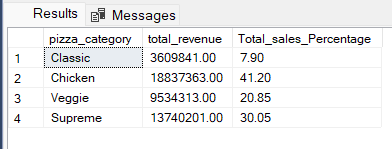 Results Messages
pizza_category total_revenue Total_sales_Percentage
1 Classic 3609841.00 7.90
2 Chicken 18837363.00 41.20
3 Veggie 9534313.00 20.85
4 Supreme 13740201.00 30.05